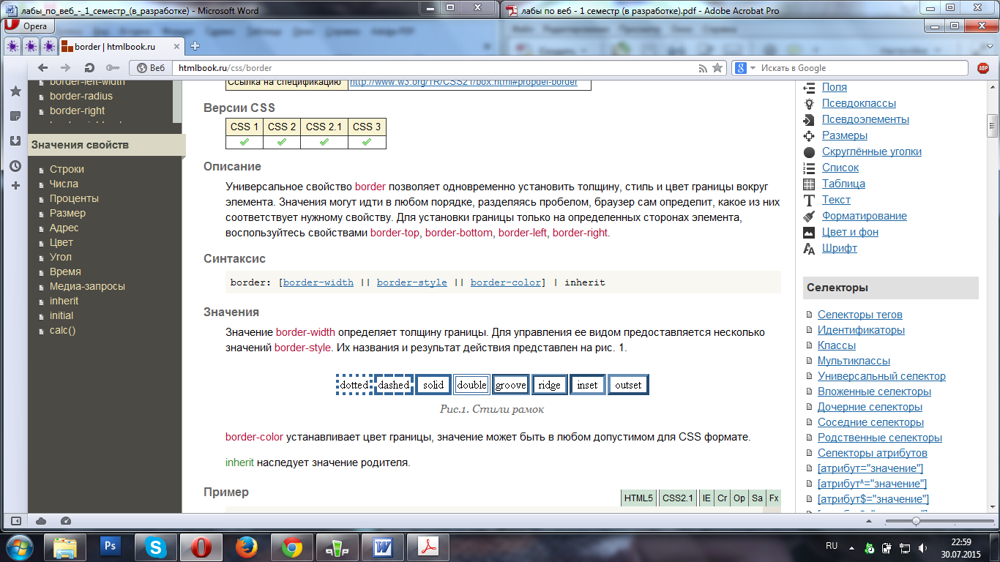 лабы_по_веб_-_1_семестр_(в_разработке) - Microsoft Word
лабы по веб - 1 семестр (в разработке).pdf - Adobe Acrobat Pro
Opera
border | htmlbook.ru
Веб
htmlbook.ru/css/border
Искать в Google
ABP
border-left-width
border-radius
border-right
Значения свойств
Строки
Числа
Проценты
Размер
Адрес
Цвет
Угол
Время
Медиа-запросы
inherit
initial
calc()
Ссылка на спецификацию http://www.w3.org/TR/CSS21/box.html#propdef-border
Версии CSS
CSS 1 CSS 2 CSS 2.1 CSS 3
Описание
Универсальное свойство border позволяет одновременно установить толщину, стиль и цвет границы вокруг
элемента. Значения могут идти в любом порядке, разделяясь пробелом, браузер сам определит, какое из них
соответствует нужному свойству. Для установки границы только на определенных сторонах элемента,
воспользуйтесь свойствами border-top, border-bottom, border-left, border-right.
Синтаксис
border: [border-width || border-style || border-color] | inherit
Значения
Значение border-width определяет толщину границы. Для управления ее видом предоставляется несколько
значений border-style. Их названия и результат действия представлен на рис. 1.
dotted dashed solid double groove ridge inset outset
Рис.1. Стили рамок
border-color устанавливает цвет границы, значение может быть в любом допустимом для CSS формате.
inherit наследует значение родителя.
Пример
HTML5 CSS2.1 IE Cr Op Sa Fx
Поля
Псевдоклассы
Псевдоэлементы
Размеры
Скруглённые уголки
Список
Таблица
Текст
Форматирование
Цвет и фон
Шрифт
Селекторы
Селекторы тегов
Идентификаторы
Классы
Мультиклассы
Универсальный селектор
Вложенные селекторы
Дочерние селекторы
Соседние селекторы
Родственные селекторы
Селекторы атрибутов
[атрибут="значение"]
[атрибут^="значение"]
[атрибут$="значение"]
RU
22:59
30.07.2015